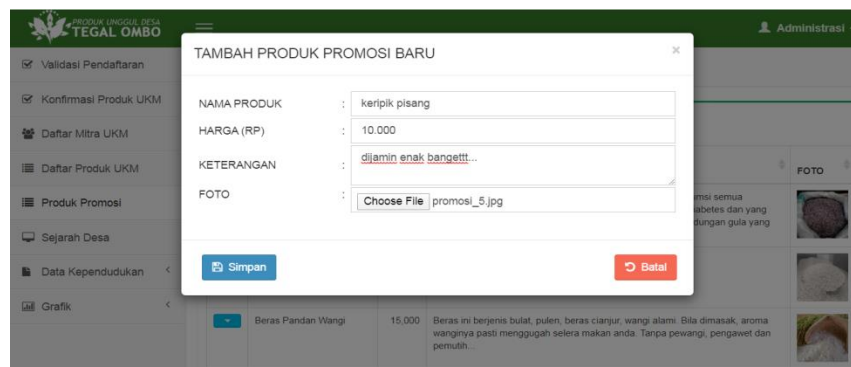 PRODUK UNGGUL DESA
TEGAL OMBO
Administrasi
Validasi Pendaftaran
Konfirmasi Produk UKM
Daftar Mitra UKM
Daftar Produk UKM
Produk Promosi
Sejarah Desa
Data Kependudukan
Grafik
TAMBAH PRODUK PROMOSI BARU
×
NAMA PRODUK : keripik pisang
HARGA (RP) : 10.000
KETERANGAN : dijamin enak bangettt...
FOTO : Choose File promosi_5.jpg
Simpan
Batal
FOTO
msi semua
iabetes dan yang
dungan gula yang
Beras Pandan Wangi 15,000 Beras ini berjenis bulat, pulen, beras cianjur, wangi alami. Bila dimasak, aroma
wanginya pasti menggugah selera makan anda. Tanpa pewangi, pengawet dan
pemutih...